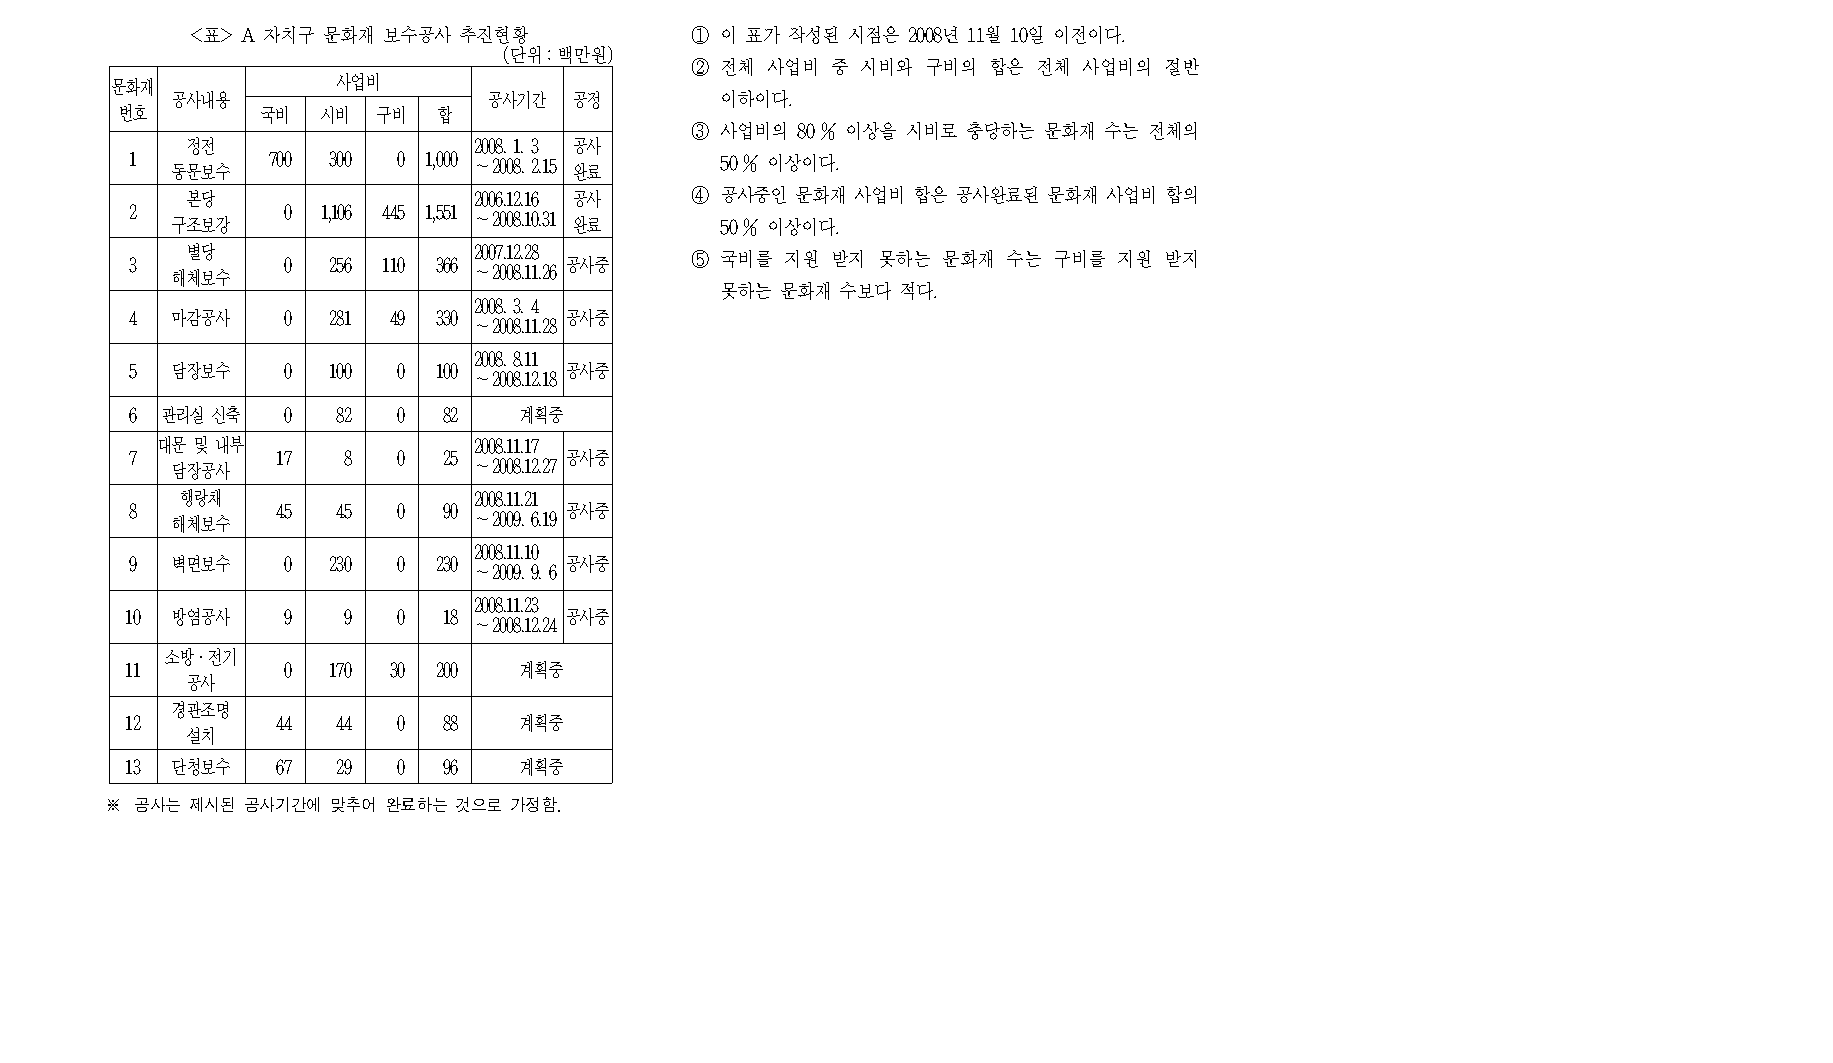 <표> A 자치구 문화재 보수공사 추진현황
(단위 : 백만원)
문화재 번호 공사내용 사업비 공사기간 공정
국비 시비 구비 합
1 정전 동문보수 700 300 0 1,000 2008. 1. 3 ~ 2008. 2.15 공사 완료
2 본당 구조보강 0 1,106 445 1,551 2006.12.16 ~ 2008.10.31 공사 완료
3 별당 해체보수 0 256 110 366 2007.12.28 ~ 2008.11.26 공사중
4 마감공사 0 281 49 330 2008. 3. 4 ~ 2008.11.28 공사중
5 담장보수 0 100 0 100 2008. 8.11 ~ 2008.12.18 공사중
6 관리실 신축 0 82 0 82 계획중
7 대문 및 내부 담장공사 17 8 0 25 2008.11.17 ~ 2008.12.27 공사중
8 행랑채 해체보수 45 45 0 90 2008.11.21 ~ 2009. 6.19 공사중
9 벽면보수 0 230 0 230 2008.11.10 ~ 2009. 9. 6 공사중
10 방염공사 9 9 0 18 2008.11.23 ~ 2008.12.24 공사중
11 소방·전기 공사 0 170 30 200 계획중
12 경관조명 설치 44 44 0 88 계획중
13 단청보수 67 29 0 96 계획중
※ 공사는 제시된 공사기간에 맞추어 완료하는 것으로 가정함.
① 이 표가 작성된 시점은 2008년 11월 10일 이전이다.
② 전체 사업비 중 시비와 구비의 합은 전체 사업비의 절반
이하이다.
③ 사업비의 80 % 이상을 시비로 충당하는 문화재 수는 전체의
50 % 이상이다.
④ 공사중인 문화재 사업비 합은 공사완료된 문화재 사업비 합의
50 % 이상이다.
⑤ 국비를 지원 받지 못하는 문화재 수는 구비를 지원 받지
못하는 문화재 수보다 적다.